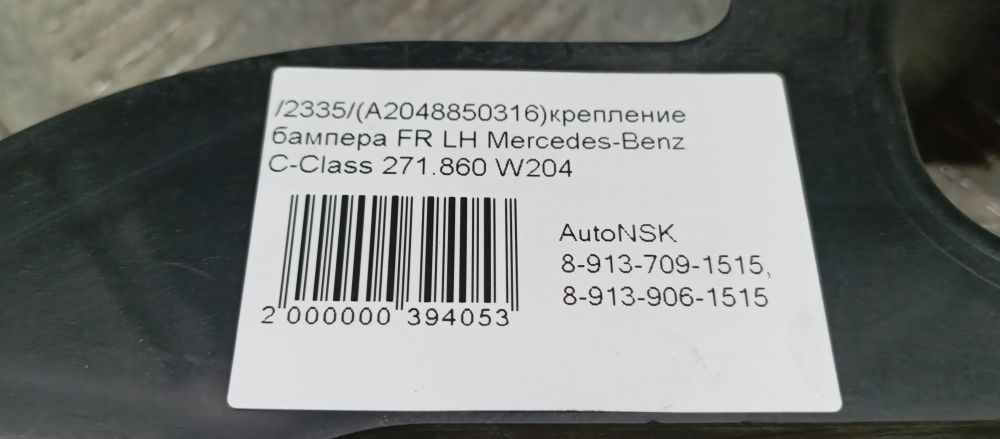 /2335/(A2048850316)крепление
бампера FR LH Mercedes-Benz
C-Class 271.860 W204
AutoNSK
8-913-709-1515,
8-913-906-1515
2 000000 394053